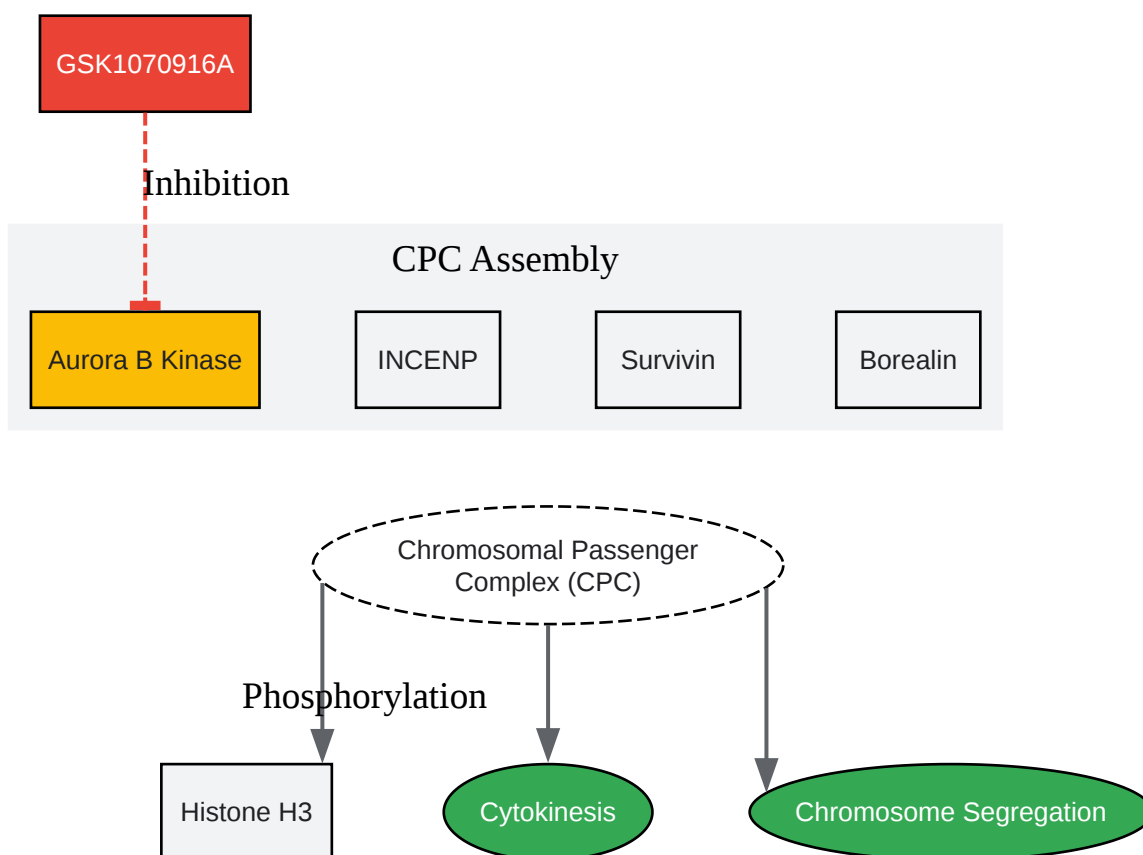 GSK1070916A
Inhibition
CPC Assembly
Aurora B Kinase
INCENP
Survivin
Borealin
Chromosomal Passenger
Complex (CPC)
Phosphorylation
Histone H3
Cytokinesis
Chromosome Segregation